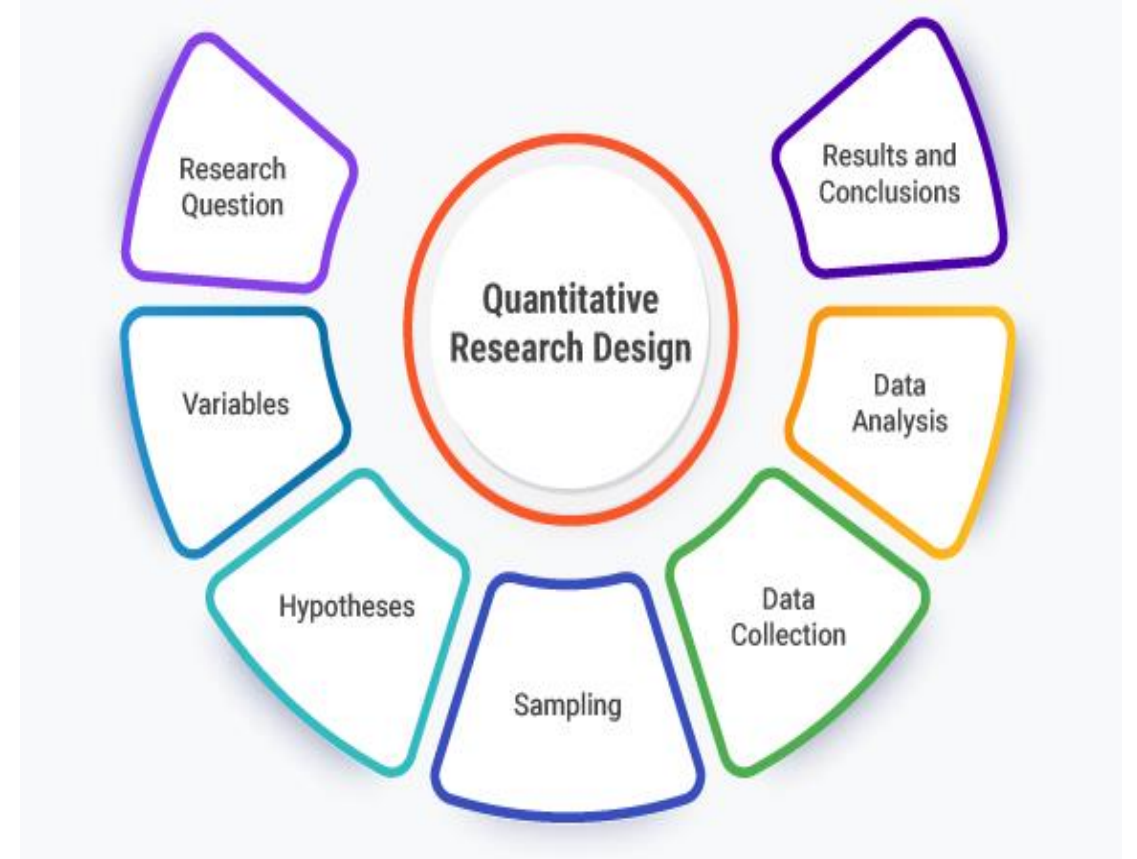 Quantitative
Research Design
Research
Question
Variables
Hypotheses
Sampling
Data
Collection
Data
Analysis
Results and
Conclusions